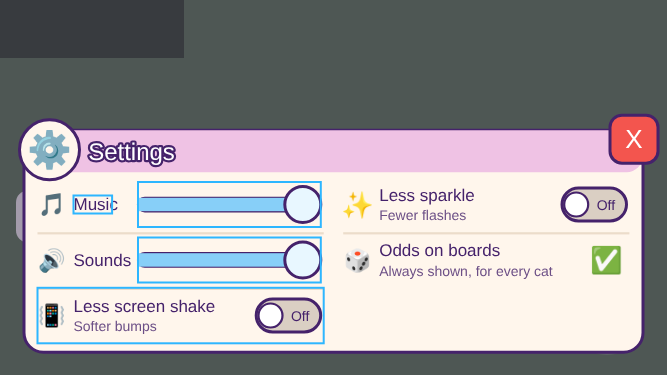 Settings
X
Music
Sounds
Less screen shake
Softer bumps
Off
Less sparkle
Fewer flashes
Off
Odds on boards
Always shown, for every cat